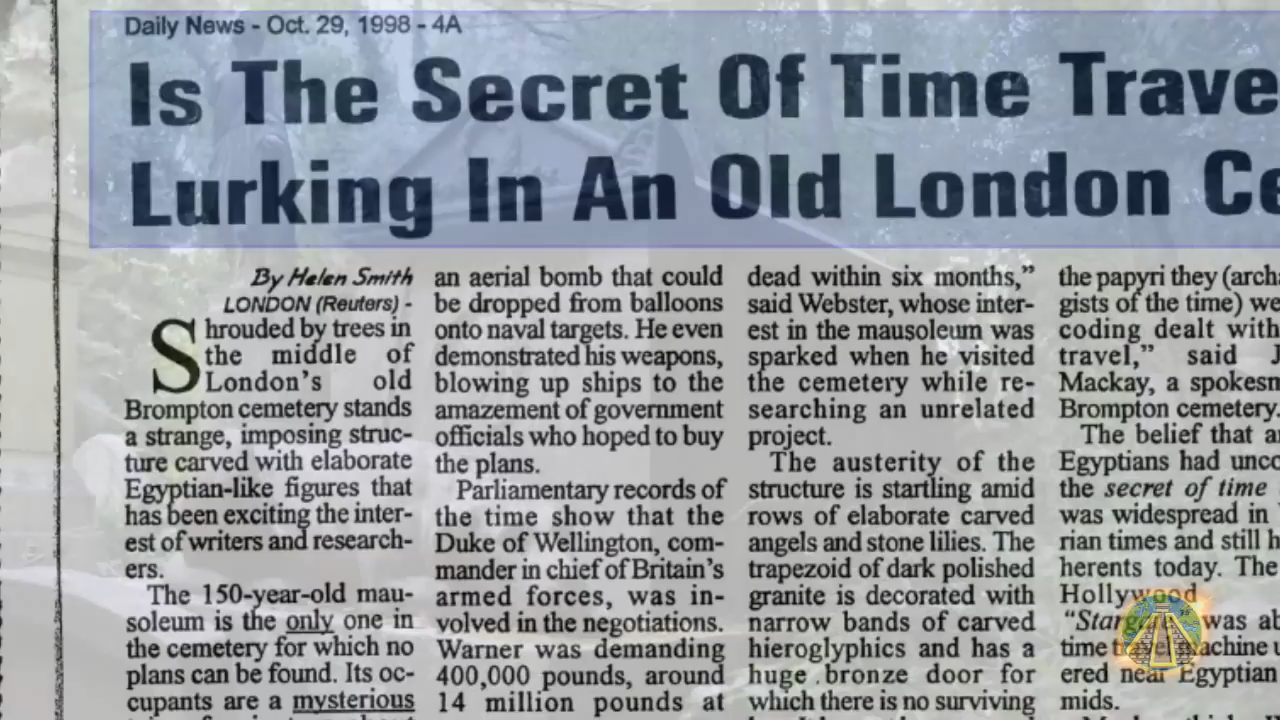 Daily News - Oct. 29, 1998 - 4A
Is The Secret Of Time Trave
Lurking In An Old London Ce
By Helen Smith
LONDON (Reuters) -
Shrouded by trees in
the middle of
London's old
Brompton cemetery stands
a strange, imposing struc-
ture carved with elaborate
Egyptian-like figures that
has been exciting the inter-
est of writers and research-
ers.
The 150-year-old mau-
soleum is the only one in
the cemetery for which no
plans can be found. Its oc-
cupants are a mysterious
an aerial bomb that could
be dropped from balloons
onto naval targets. He even
demonstrated his weapons,
blowing up ships to the
amazement of government
officials who hoped to buy
the plans.
Parliamentary records of
the time show that the
Duke of Wellington, com-
mander in chief of Britain's
armed forces, was in-
volved in the negotiations.
Warner was demanding
400,000 pounds, around
14 million pounds at
dead within six months,"
said Webster, whose inter-
est in the mausoleum was
sparked when he visited
the cemetery while re-
searching an unrelated
project.
The austerity of the
structure is startling amid
rows of elaborate carved
angels and stone lilies. The
trapezoid of dark polished
granite is decorated with
narrow bands of carved
hieroglyphics and has a
huge bronze door for
which there is no surviving
the papyri they (arch
gists of the time) we
coding dealt with
travel," said J
Mackay, a spokesm
Brompton cemetery.
The belief that an
Egyptians had unco
the secret of time
was widespread in
rian times and still h
herents today. The
Hollywood
was ab
time achine u
ered near Egyptian
mids.